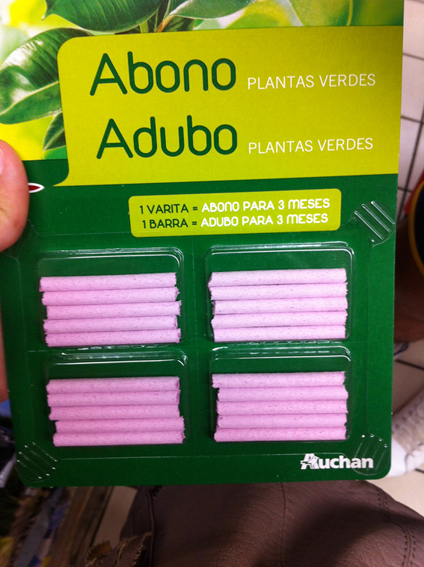 Abono PLANTAS VERDES
Adubo PLANTAS VERDES
1 VARITA = ABONO PARA 3 MESES
1 BARRA = ADUBO PARA 3 MESES
Auchan